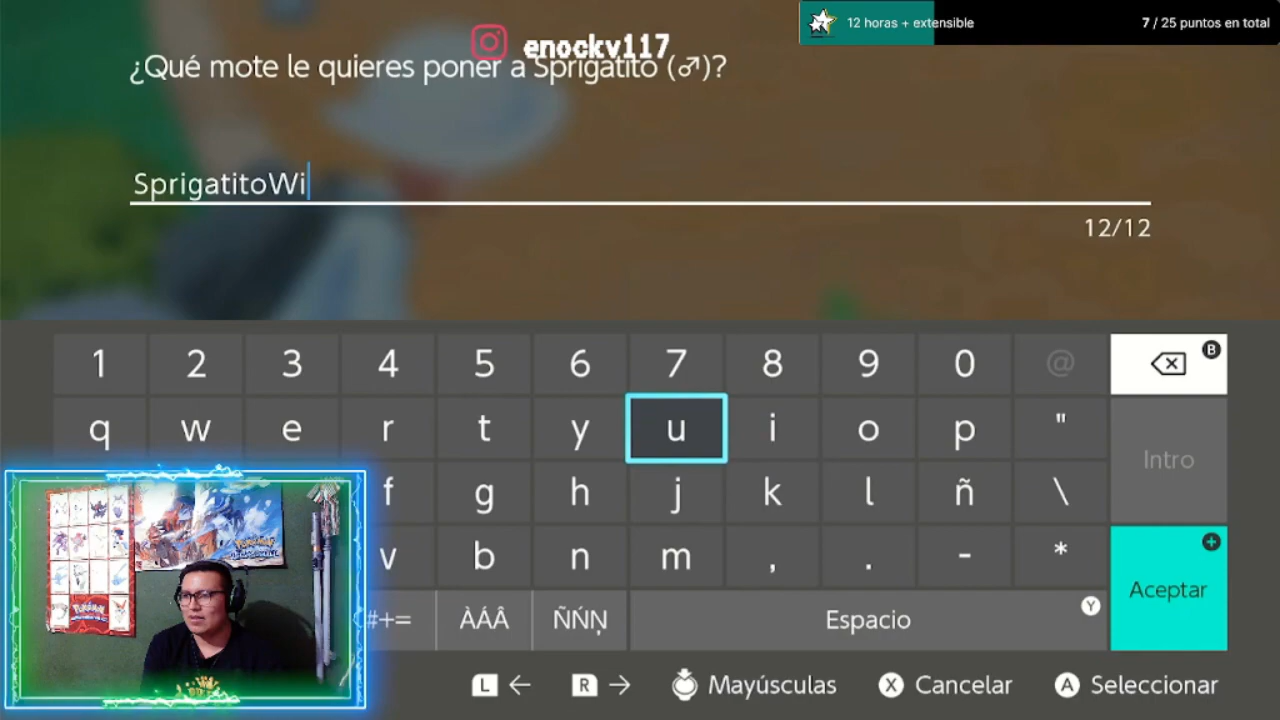 12 horas + extensible
7 / 25 puntos en total
enockv117
¿Qué mote le quieres poner a Sprigatito (♂)?
SprigatitoWi
12/12
1 2 3 4 5 6 7 8 9 0 @ B
q w e r t y u i o p "
Intro
f g h j k l ñ \
v b n m , . - *
+
Aceptar
#+= ÀÁÂ ÑŃŅ Espacio Y
L ← R → Mayúsculas X Cancelar A Seleccionar